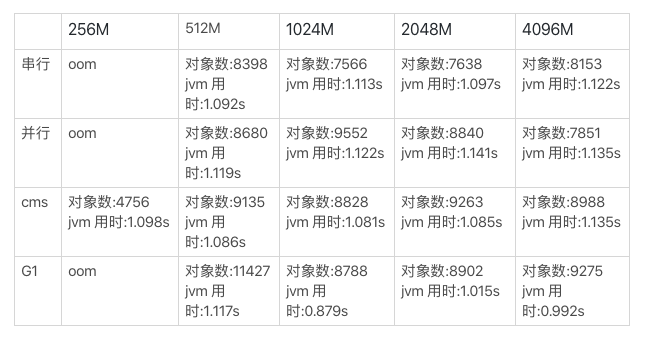 256M 512M 1024M 2048M 4096M
串行 oom 对象数:8398 对象数:7566 对象数:7638 对象数:8153
jvm 用 jvm 用时:1.113s jvm 用时:1.097s jvm 用时:1.122s
时:1.092s
并行 oom 对象数:8680 对象数:9552 对象数:8840 对象数:7851
jvm 用 jvm 用时:1.122s jvm 用时:1.141s jvm 用时:1.135s
时:1.119s
cms 对象数:4756 对象数:9135 对象数:8828 对象数:9263 对象数:8988
jvm 用时:1.098s jvm 用 jvm 用时:1.081s jvm 用时:1.085s jvm 用时:1.135s
时:1.086s
G1 oom 对象数:11427 对象数:8788 对象数:8902 对象数:9275
jvm 用 jvm 用 jvm 用时:1.015s jvm 用
时:1.117s 时:0.879s 时:0.992s